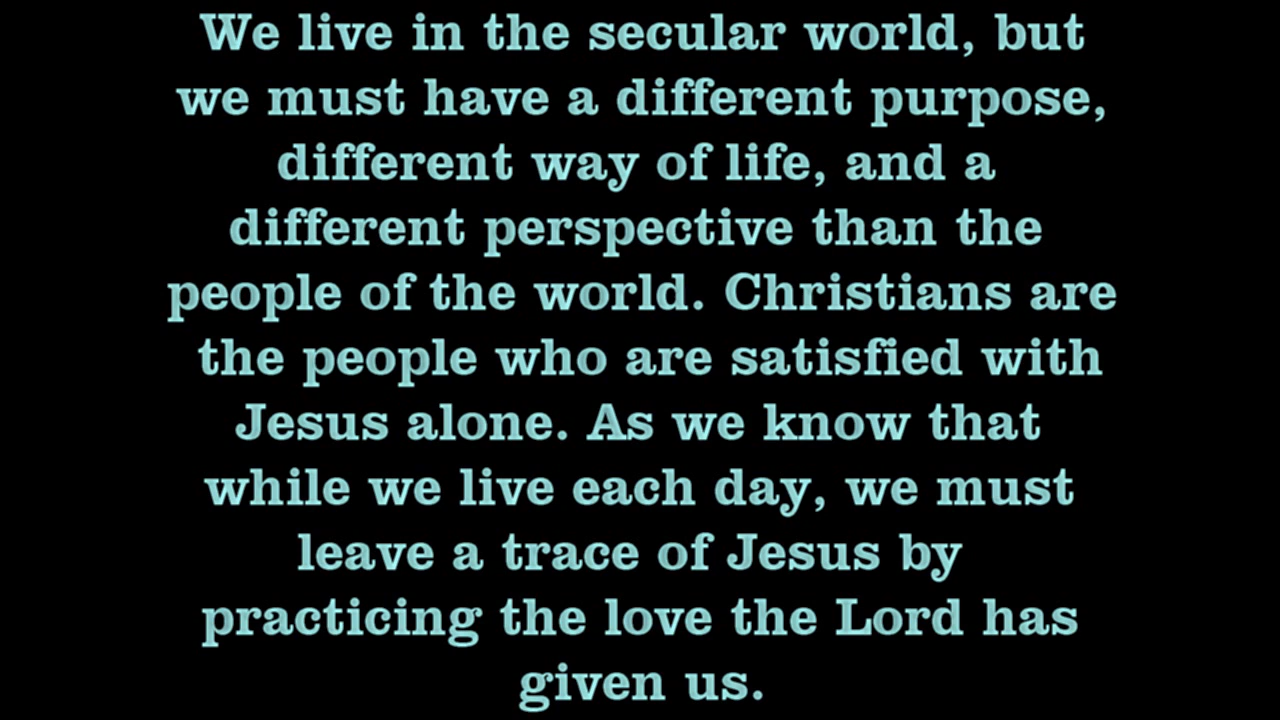 We live in the secular world, but
we must have a different purpose,
different way of life, and a
different perspective than the
people of the world. Christians are
the people who are satisfied with
Jesus alone. As we know that
while we live each day, we must
leave a trace of Jesus by
practicing the love the Lord has
given us.